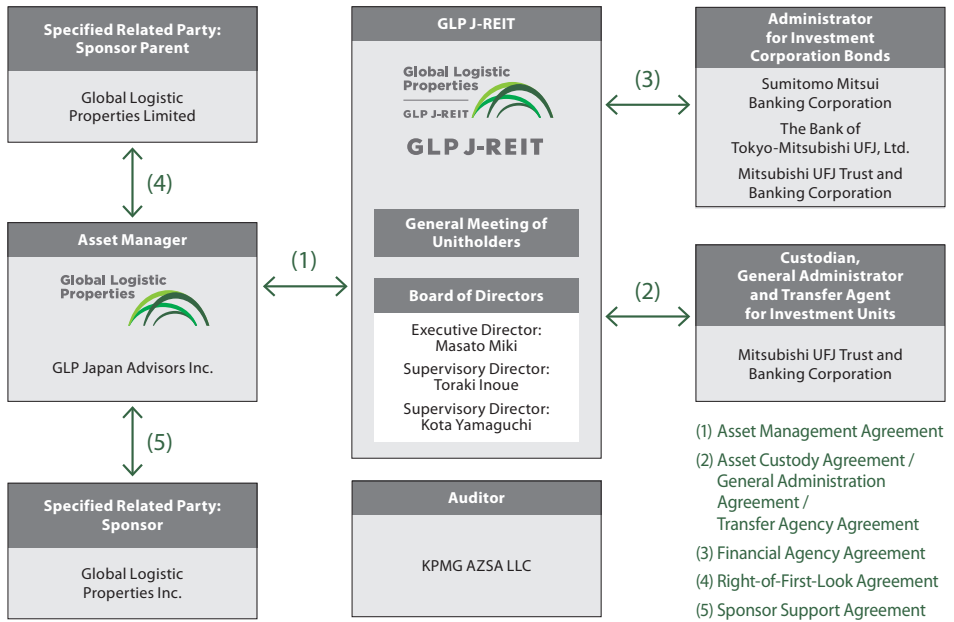 Specified Related Party:
Sponsor Parent
Global Logistic
Properties Limited
(4)
Asset Manager
Global Logistic
Properties
GLP Japan Advisors Inc.
(5)
Specified Related Party:
Sponsor
Global Logistic
Properties Inc.
(1)
GLP J-REIT
Global Logistic
Properties
GLP J-REIT
GLP J-REIT
General Meeting of
Unitholders
Board of Directors
Executive Director:
Masato Miki
Supervisory Director:
Toraki Inoue
Supervisory Director:
Kota Yamaguchi
Auditor
KPMG AZSA LLC
(3)
Administrator
for Investment
Corporation Bonds
Sumitomo Mitsui
Banking Corporation
The Bank of
Tokyo-Mitsubishi UFJ, Ltd.
Mitsubishi UFJ Trust and
Banking Corporation
(2)
Custodian,
General Administrator
and Transfer Agent
for Investment Units
Mitsubishi UFJ Trust and
Banking Corporation
(1) Asset Management Agreement
(2) Asset Custody Agreement /
General Administration
Agreement /
Transfer Agency Agreement
(3) Financial Agency Agreement
(4) Right-of-First-Look Agreement
(5) Sponsor Support Agreement